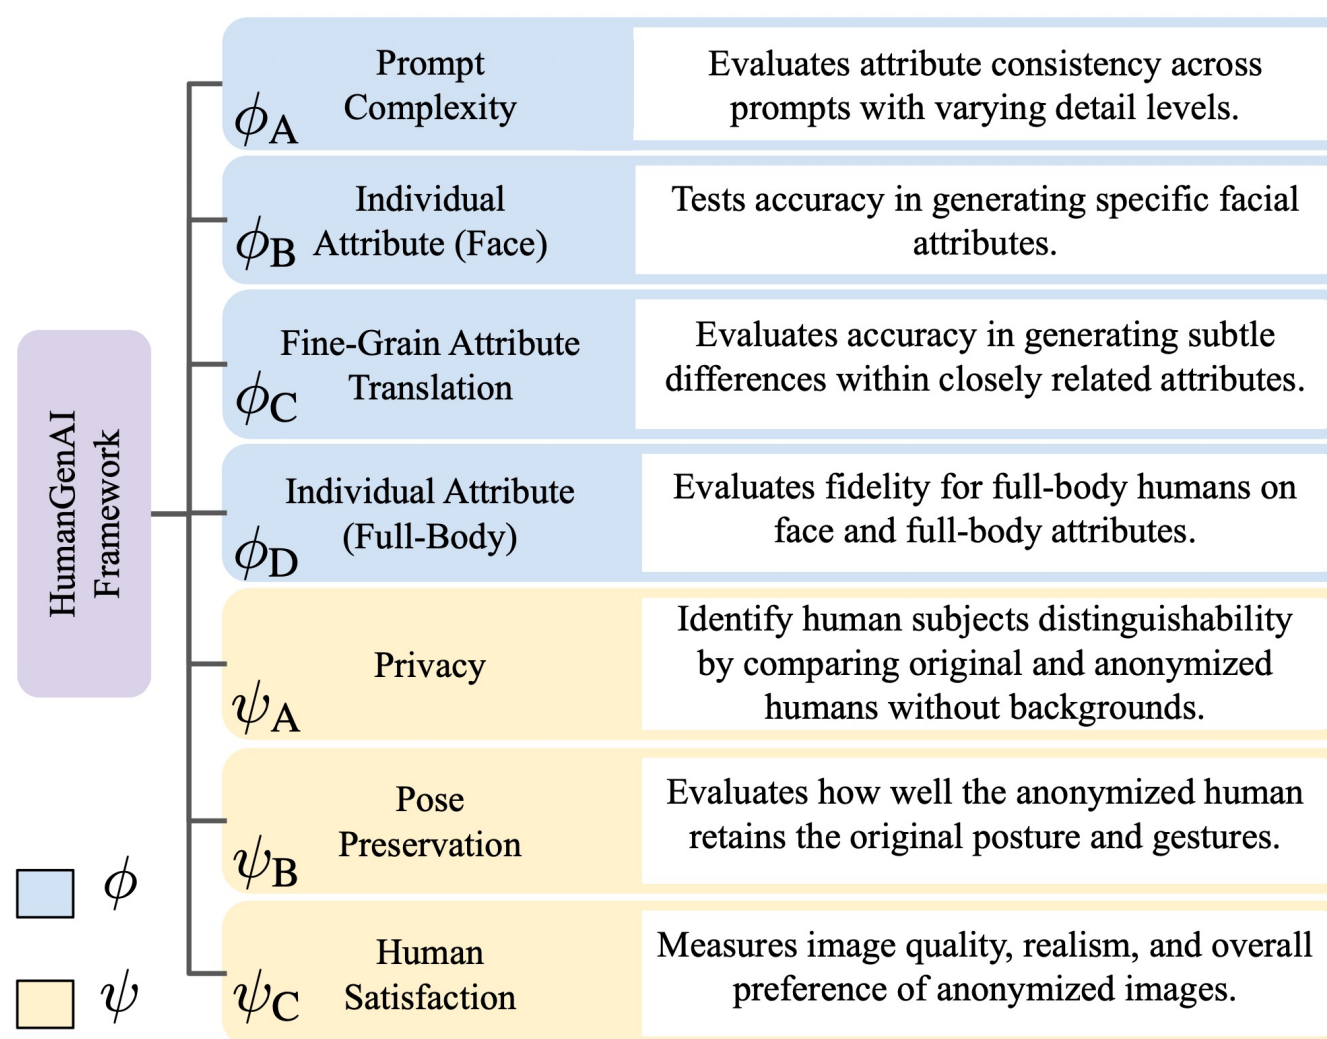 HumanGenAI
Framework
ϕA
Prompt
Complexity
Evaluates attribute consistency across
prompts with varying detail levels.
ϕB
Individual
Attribute (Face)
Tests accuracy in generating specific facial
attributes.
ϕC
Fine-Grain Attribute
Translation
Evaluates accuracy in generating subtle
differences within closely related attributes.
ϕD
Individual Attribute
(Full-Body)
Evaluates fidelity for full-body humans on
face and full-body attributes.
ψA
Privacy
Identify human subjects distinguishability
by comparing original and anonymized
humans without backgrounds.
ψB
Pose
Preservation
Evaluates how well the anonymized human
retains the original posture and gestures.
ψC
Human
Satisfaction
Measures image quality, realism, and overall
preference of anonymized images.
ϕ
ψ